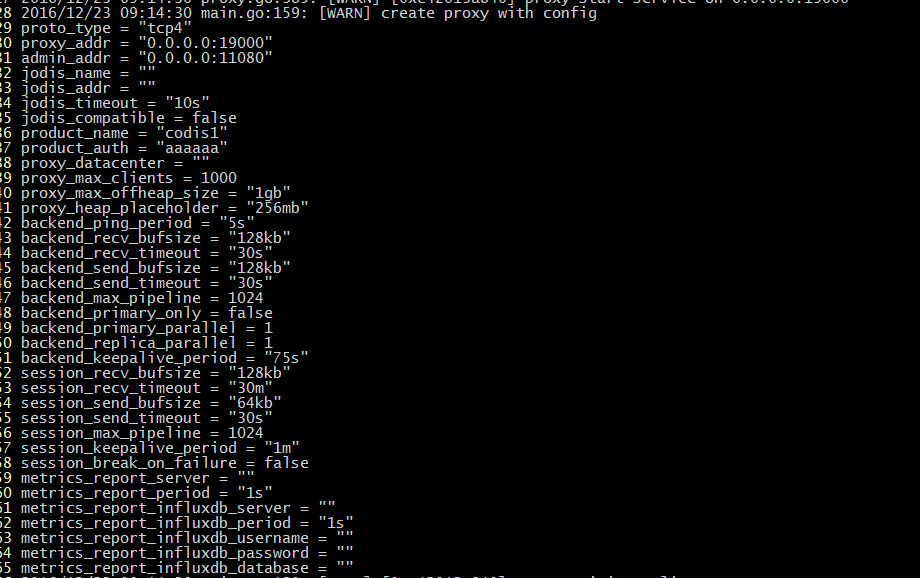 28 2016/12/23 09:14:30 main.go:159: [WARN] create proxy with config
29 proto_type = "tcp4"
30 proxy_addr = "0.0.0.0:19000"
31 admin_addr = "0.0.0.0:11080"
32 jodis_name = ""
33 jodis_addr = ""
34 jodis_timeout = "10s"
35 jodis_compatible = false
36 product_name = "codis1"
37 product_auth = "aaaaaa"
38 proxy_datacenter = ""
39 proxy_max_clients = 1000
40 proxy_max_offheap_size = "1gb"
41 proxy_heap_placeholder = "256mb"
42 backend_ping_period = "5s"
43 backend_recv_bufsize = "128kb"
44 backend_recv_timeout = "30s"
45 backend_send_bufsize = "128kb"
46 backend_send_timeout = "30s"
47 backend_max_pipeline = 1024
48 backend_primary_only = false
49 backend_primary_parallel = 1
50 backend_replica_parallel = 1
51 backend_keepalive_period = "75s"
52 session_recv_bufsize = "128kb"
53 session_recv_timeout = "30m"
54 session_send_bufsize = "64kb"
55 session_send_timeout = "30s"
56 session_max_pipeline = 1024
57 session_keepalive_period = "1m"
58 session_break_on_failure = false
59 metrics_report_server = ""
60 metrics_report_period = "1s"
61 metrics_report_influxdb_server = ""
62 metrics_report_influxdb_period = "1s"
63 metrics_report_influxdb_username = ""
64 metrics_report_influxdb_password = ""
65 metrics_report_influxdb_database = ""